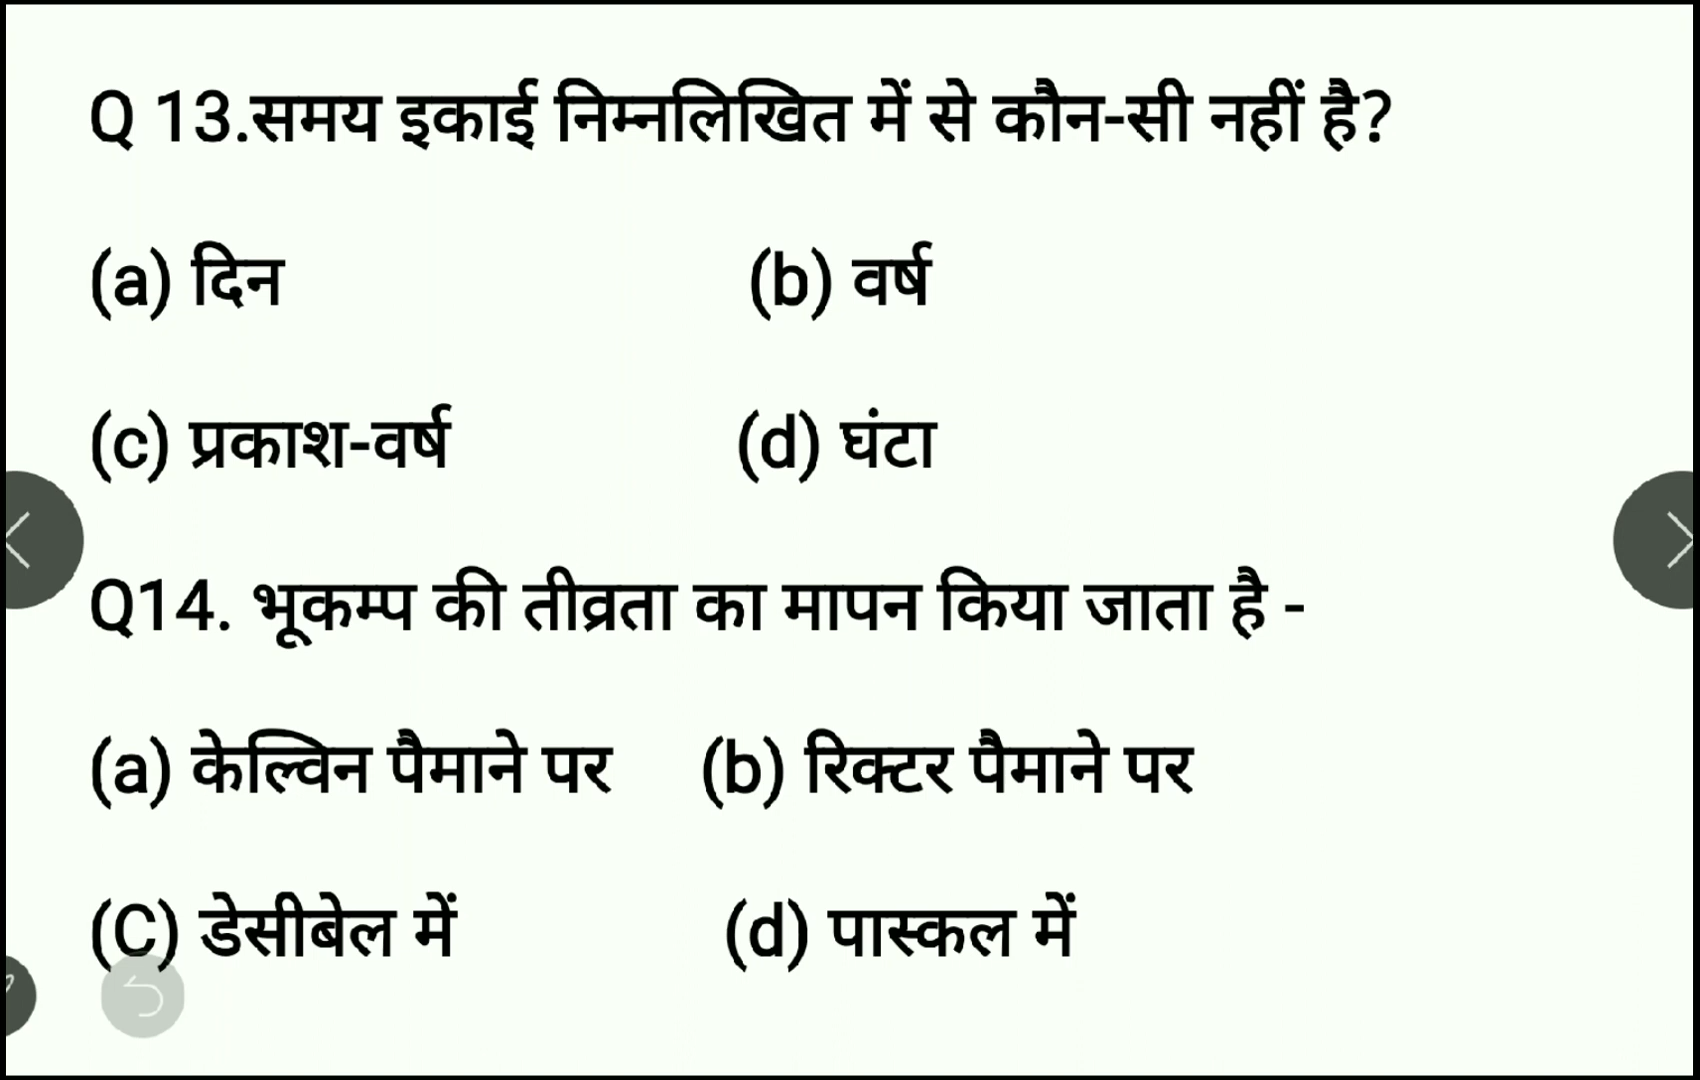 Q 13.समय इकाई निम्नलिखित में से कौन-सी नहीं है?
(a) दिन (b) वर्ष
(c) प्रकाश-वर्ष (d) घंटा
Q14. भूकम्प की तीव्रता का मापन किया जाता है -
(a) केल्विन पैमाने पर (b) रिक्टर पैमाने पर
(C) डेसीबेल में (d) पास्कल में